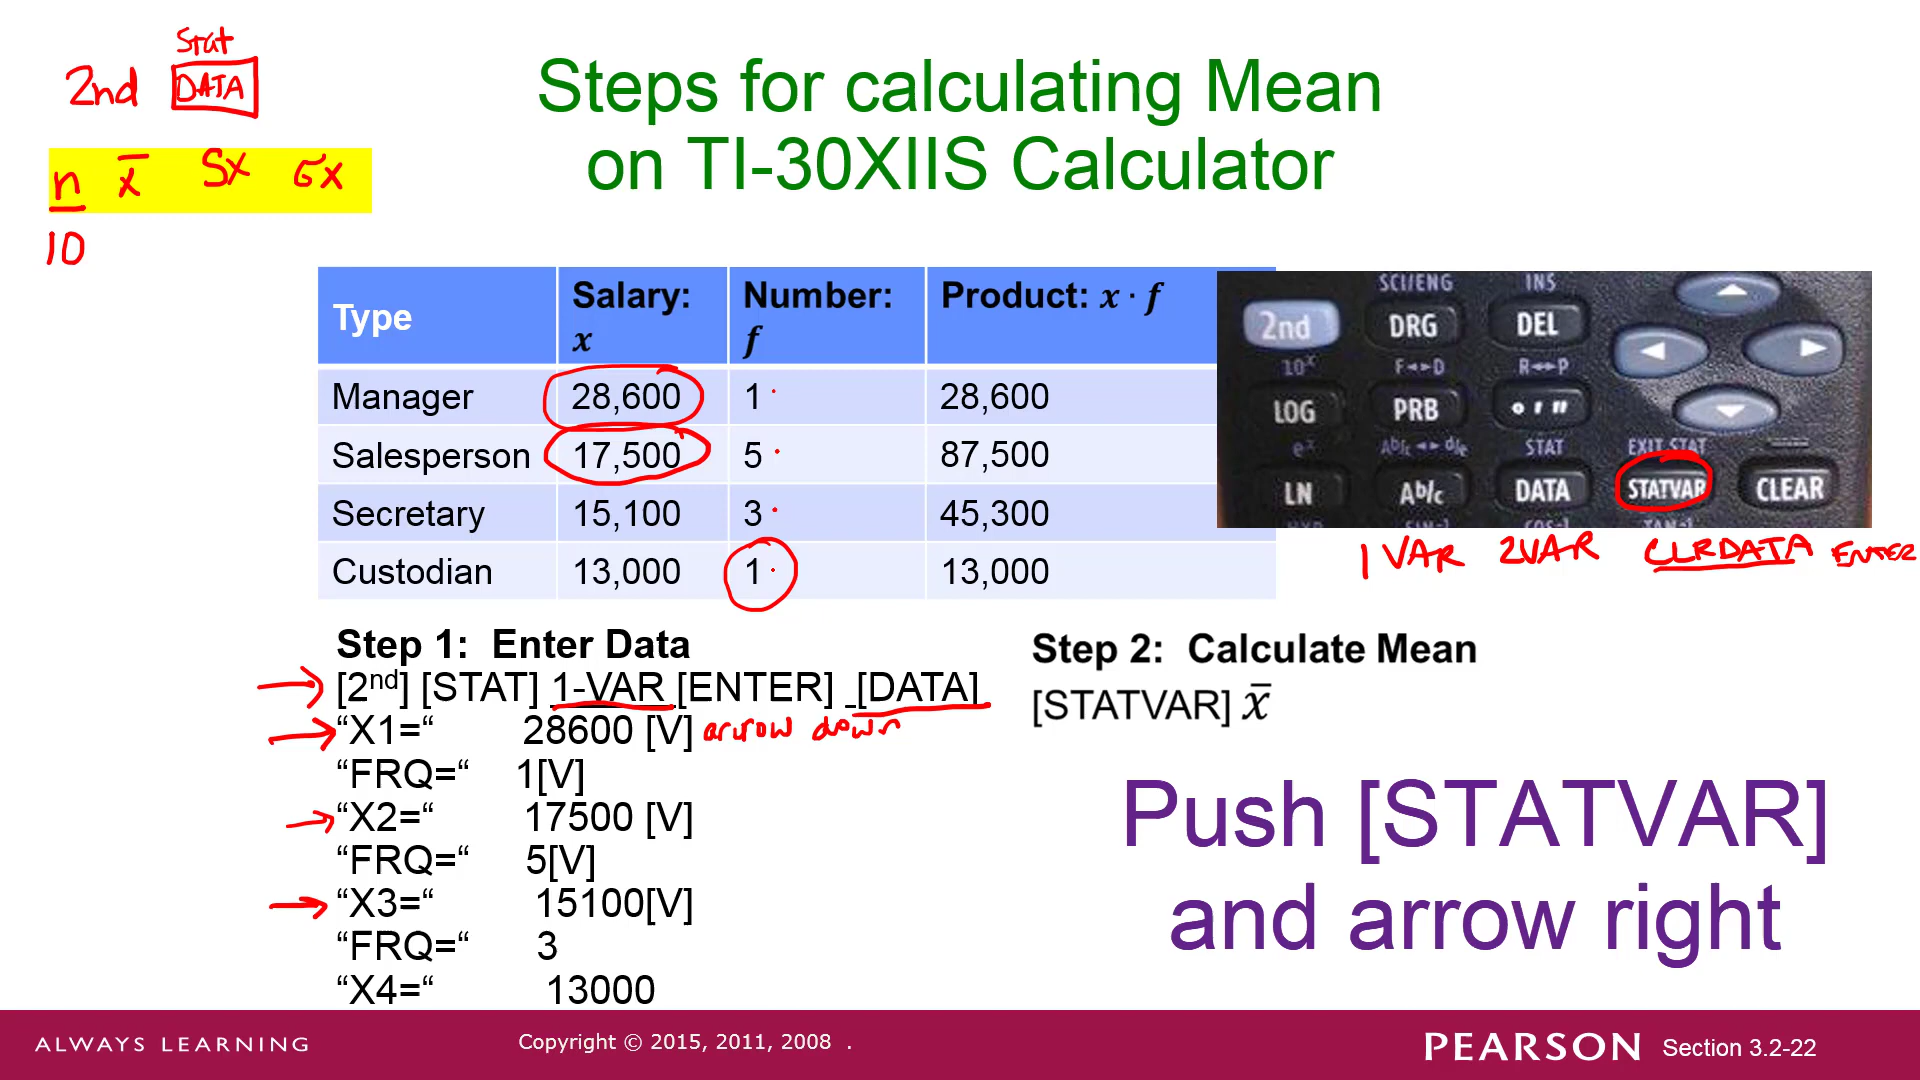 Stat
2nd DATA
n x̄ Sx σx
10
Steps for calculating Mean
on TI-30XIIS Calculator
Type Salary: x Number: f Product: x · f
Manager 28,600 1 28,600
Salesperson 17,500 5 87,500
Secretary 15,100 3 45,300
Custodian 13,000 1 13,000
SCI/ENG INS
2nd DRG DEL
10ˣ F◄►D R◄►P
LOG PRB ° ' "
eˣ Ab/c ◄► d/e STAT EXIT STAT
LN Ab/c DATA STATVAR CLEAR
1 VAR 2VAR CLRDATA ENTER
Step 1: Enter Data
[2nd] [STAT] 1-VAR [ENTER] [DATA]
“X1=“ 28600 [V] arrow down
“FRQ=“ 1[V]
“X2=“ 17500 [V]
“FRQ=“ 5[V]
“X3=“ 15100[V]
“FRQ=“ 3
“X4=“ 13000
Step 2: Calculate Mean
[STATVAR] x̄
Push [STATVAR]
and arrow right
ALWAYS LEARNING
Copyright © 2015, 2011, 2008 .
PEARSON Section 3.2-22